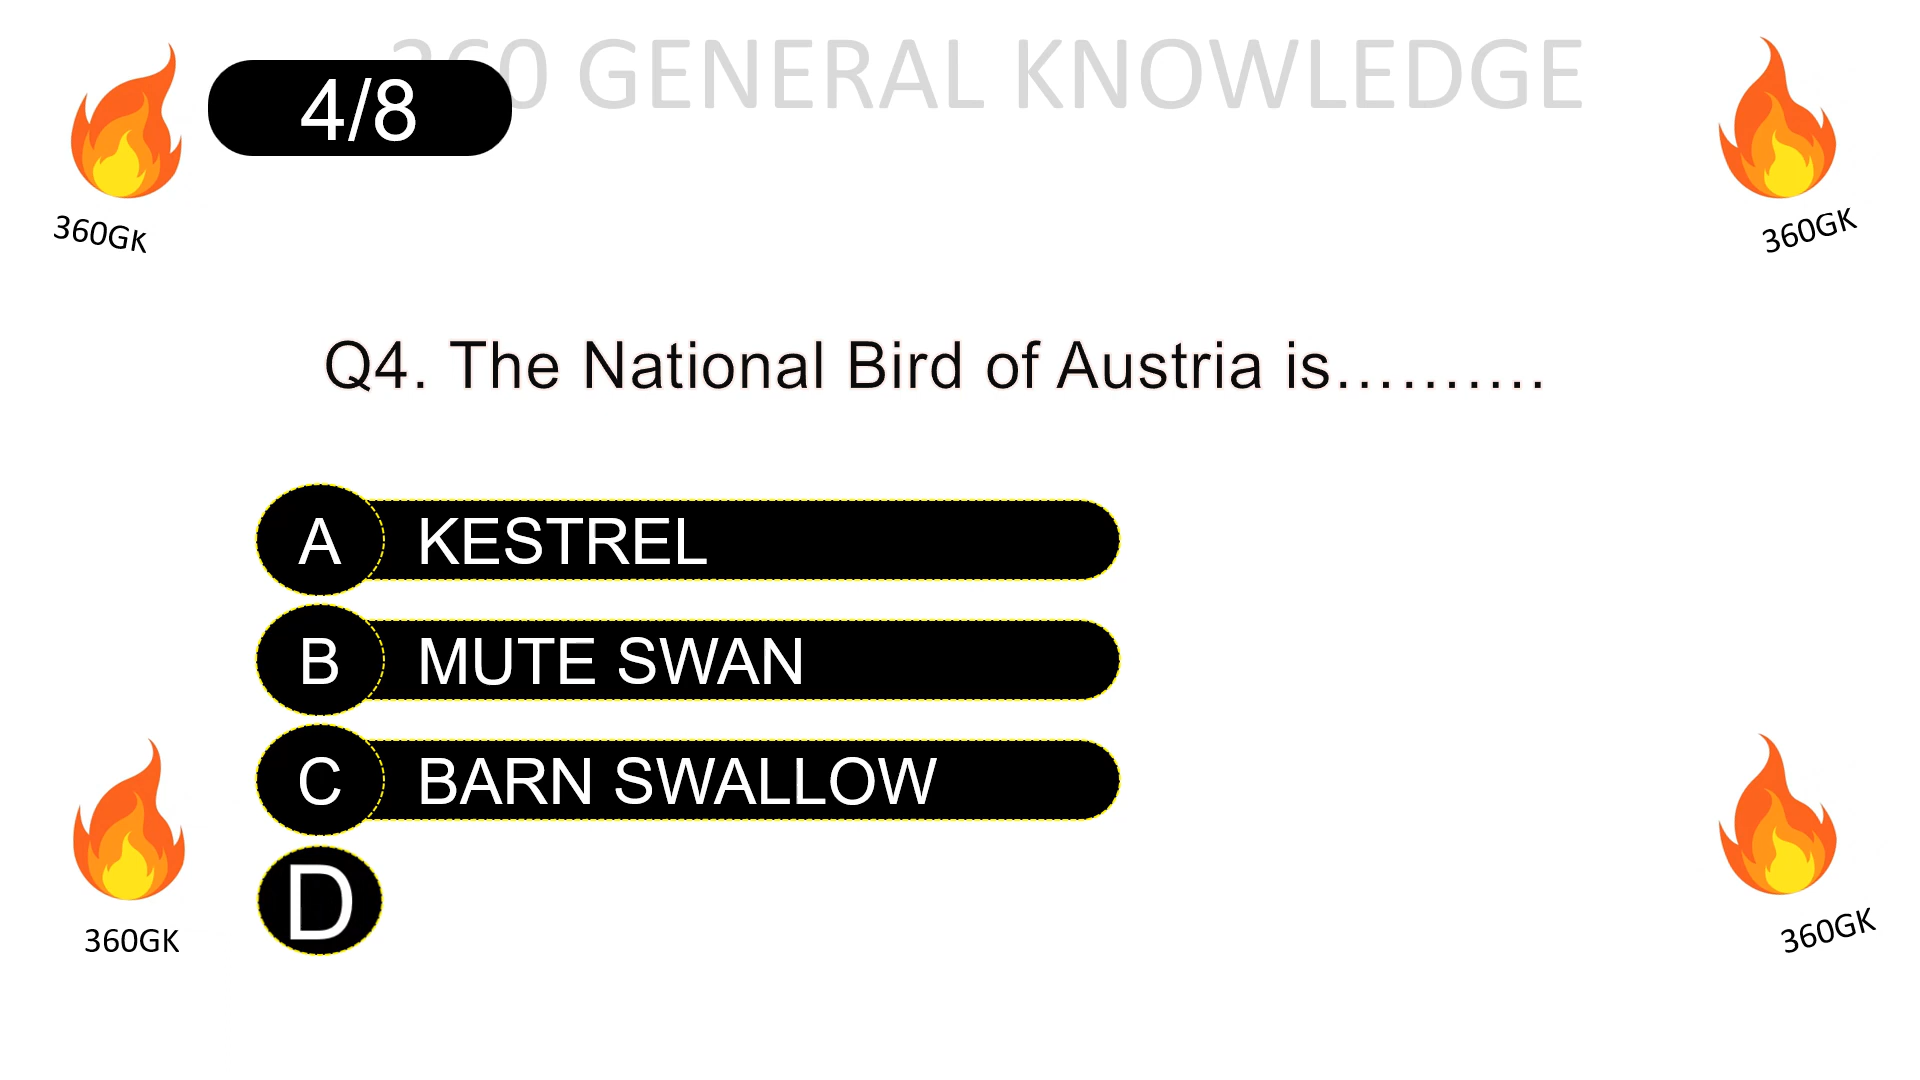 360 GENERAL KNOWLEDGE
4/8
360GK
360GK
Q4. The National Bird of Austria is..........
A KESTREL
B MUTE SWAN
C BARN SWALLOW
D
360GK
360GK